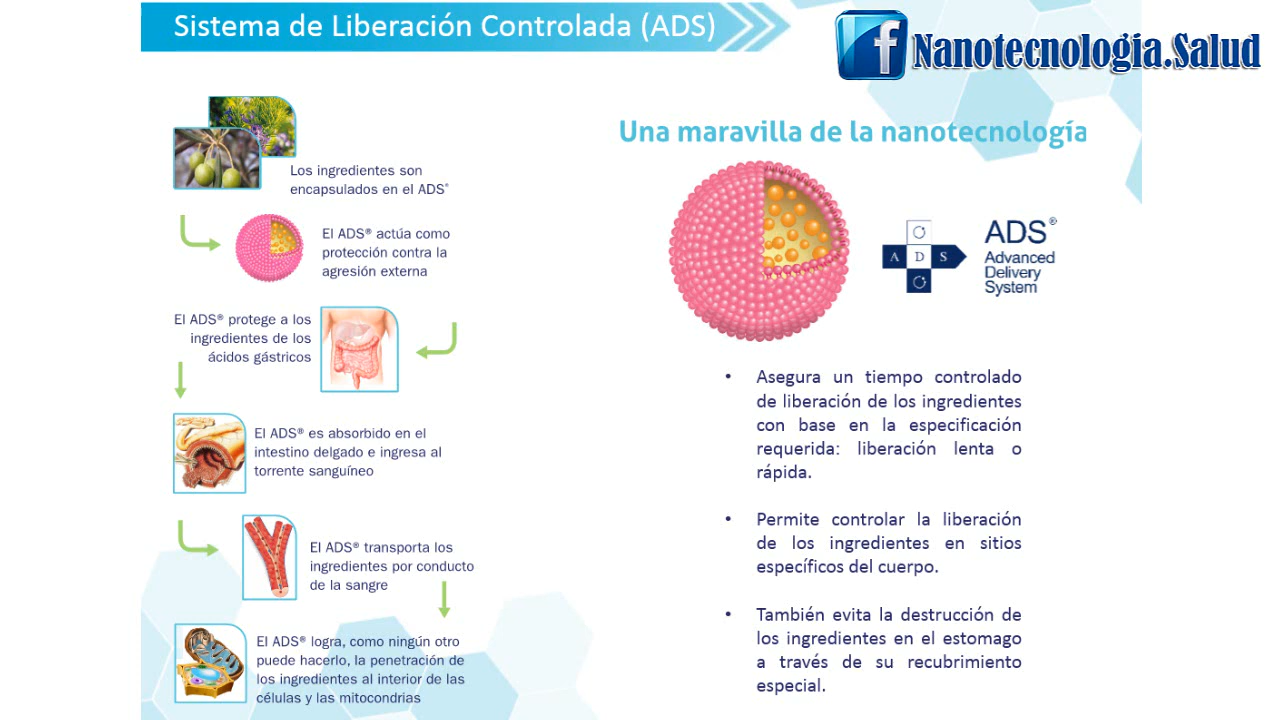 Sistema de Liberación Controlada (ADS)
f Nanotecnologia.Salud
Los ingredientes son
encapsulados en el ADS®
El ADS® actúa como
protección contra la
agresión externa
El ADS® protege a los
ingredientes de los
ácidos gástricos
El ADS® es absorbido en el
intestino delgado e ingresa al
torrente sanguíneo
El ADS® transporta los
ingredientes por conducto
de la sangre
El ADS® logra, como ningún otro
puede hacerlo, la penetración de
los ingredientes al interior de las
células y las mitocondrias
Una maravilla de la nanotecnología
A D S
ADS®
Advanced
Delivery
System
• Asegura un tiempo controlado
de liberación de los ingredientes
con base en la especificación
requerida: liberación lenta o
rápida.
• Permite controlar la liberación
de los ingredientes en sitios
específicos del cuerpo.
• También evita la destrucción de
los ingredientes en el estomago
a través de su recubrimiento
especial.